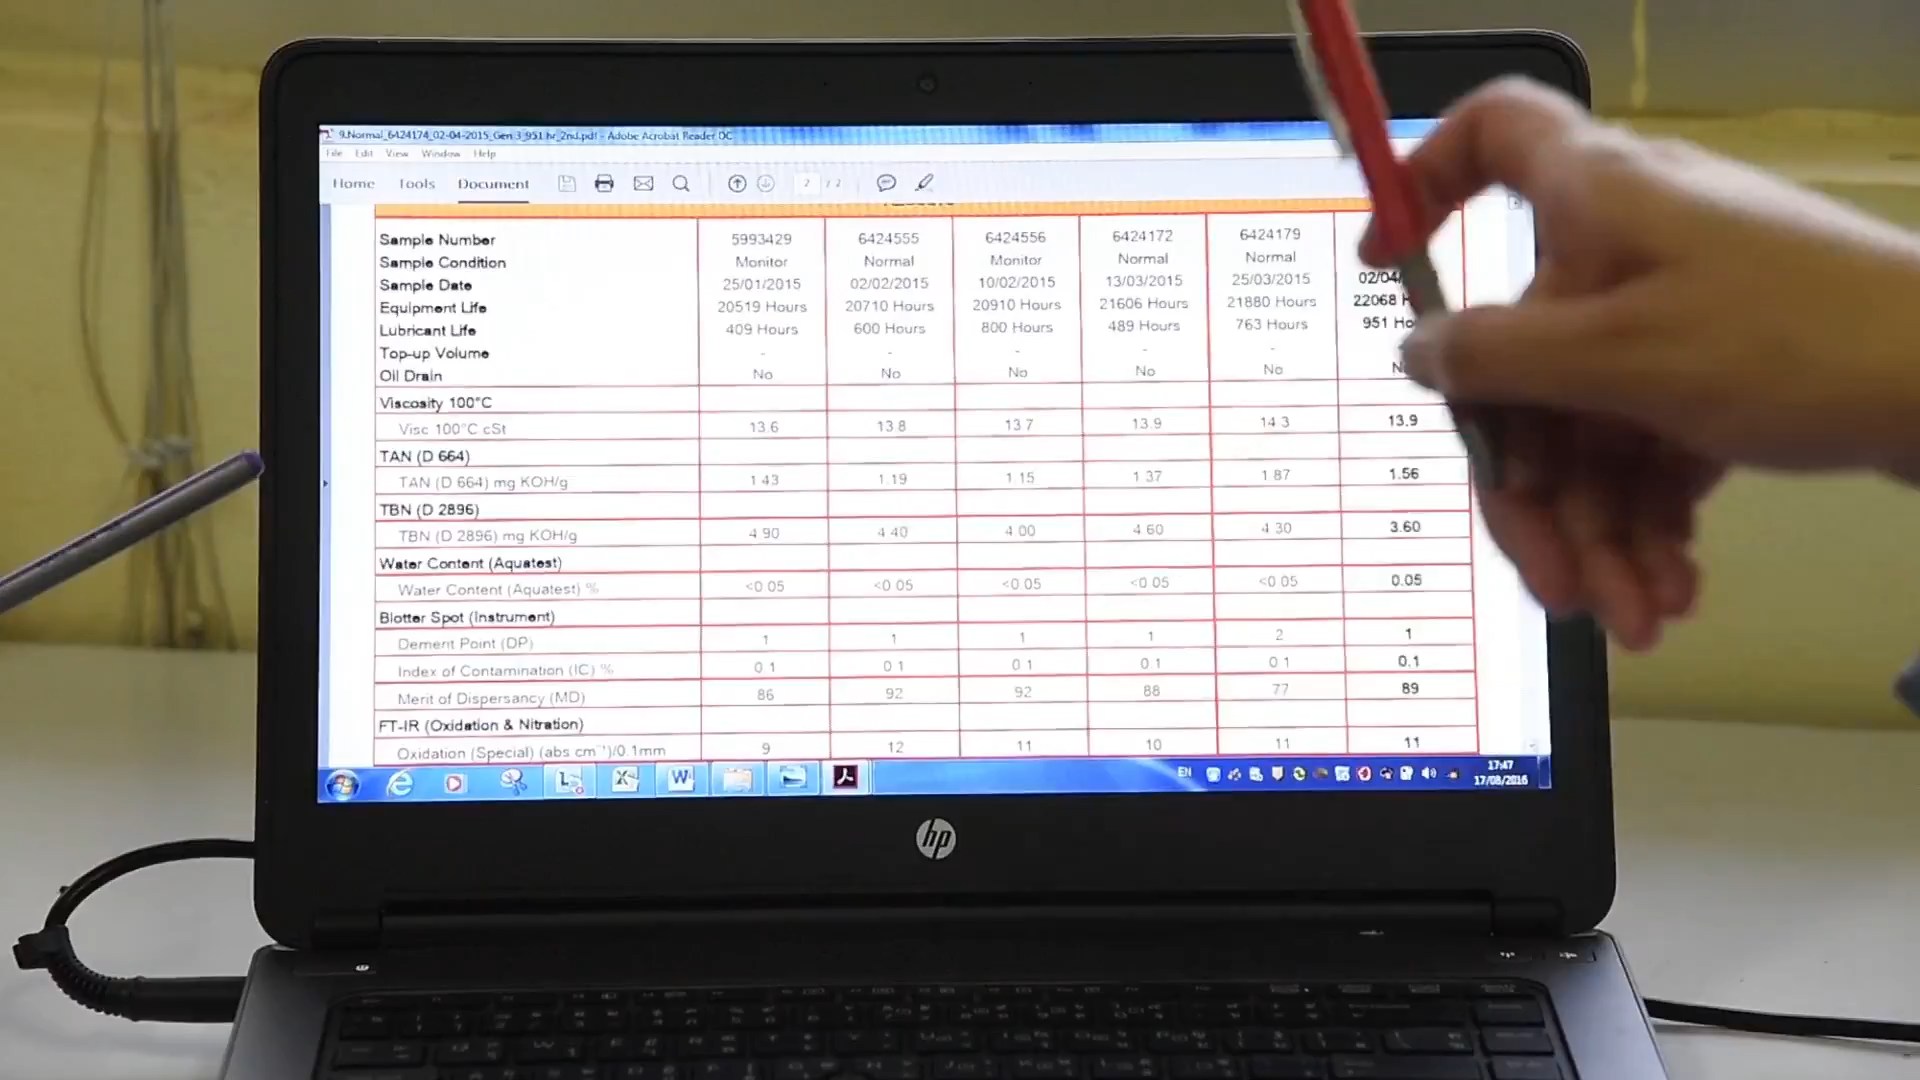 9.Normal_6424174_02-04-2015_Gen 3_951 hr_2nd.pdf - Adobe Acrobat Reader DC
File Edit View Window Help
Home Tools Document 2 / 2
Sample Number 5993429 6424555 6424556 6424172 6424179
Sample Condition Monitor Normal Monitor Normal Normal
Sample Date 25/01/2015 02/02/2015 10/02/2015 13/03/2015 25/03/2015 02/04/
Equipment Life 20519 Hours 20710 Hours 20910 Hours 21606 Hours 21880 Hours 22068 H
Lubricant Life 409 Hours 600 Hours 800 Hours 489 Hours 763 Hours 951 Ho
Top-up Volume - - - - -
Oil Drain No No No No No
Viscosity 100°C
Visc 100°C cSt 13.6 13.8 13.7 13.9 14.3 13.9
TAN (D 664)
TAN (D 664) mg KOH/g 1.43 1.19 1.15 1.37 1.87 1.56
TBN (D 2896)
TBN (D 2896) mg KOH/g 4.90 4.40 4.00 4.60 4.30 3.60
Water Content (Aquatest)
Water Content (Aquatest) % <0.05 <0.05 <0.05 <0.05 <0.05 0.05
Blotter Spot (Instrument)
Dement Point (DP) 1 1 1 1 2 1
Index of Contamination (IC) % 0.1 0.1 0.1 0.1 0.1 0.1
Merit of Dispersancy (MD) 86 92 92 88 77 89
FT-IR (Oxidation & Nitration)
Oxidation (Special) (abs cm⁻¹)/0.1mm 9 12 11 10 11 11
EN 17:47
17/08/2016
hp